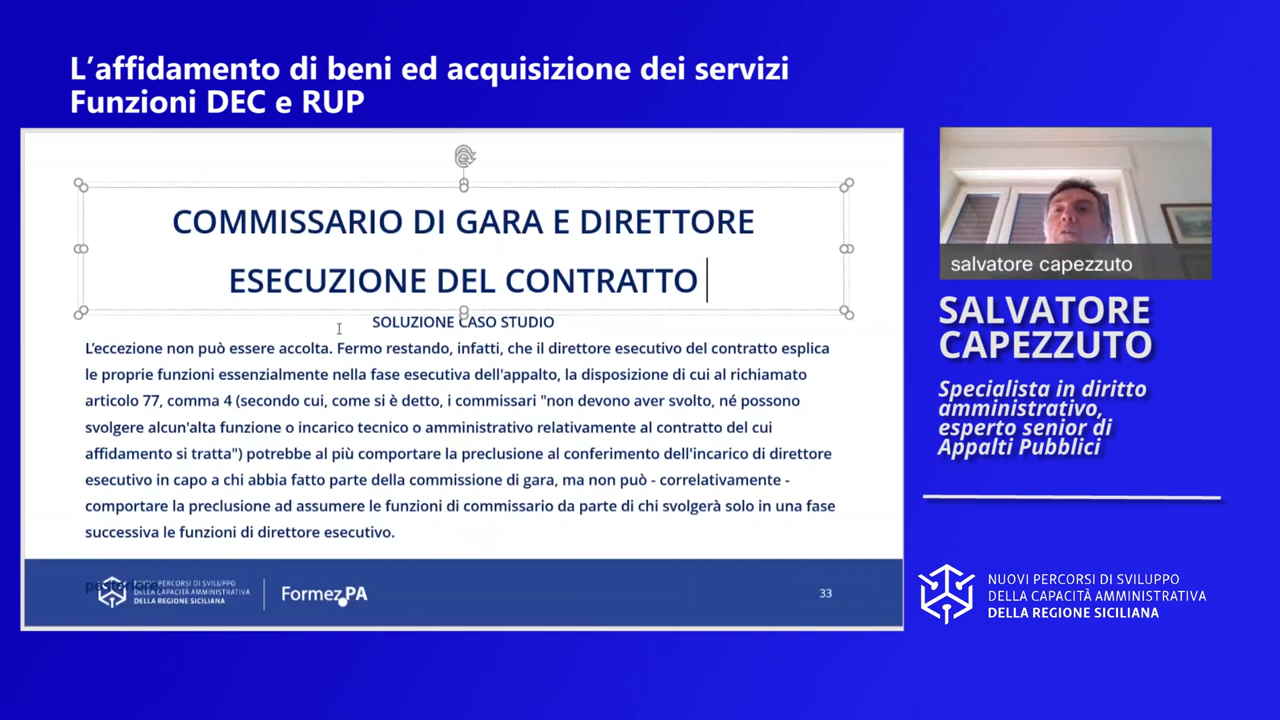 L’affidamento di beni ed acquisizione dei servizi
Funzioni DEC e RUP
COMMISSARIO DI GARA E DIRETTORE
ESECUZIONE DEL CONTRATTO
SOLUZIONE CASO STUDIO
L’eccezione non può essere accolta. Fermo restando, infatti, che il direttore esecutivo del contratto esplica
le proprie funzioni essenzialmente nella fase esecutiva dell'appalto, la disposizione di cui al richiamato
articolo 77, comma 4 (secondo cui, come si è detto, i commissari "non devono aver svolto, né possono
svolgere alcun'alta funzione o incarico tecnico o amministrativo relativamente al contratto del cui
affidamento si tratta") potrebbe al più comportare la preclusione al conferimento dell'incarico di direttore
esecutivo in capo a chi abbia fatto parte della commissione di gara, ma non può - correlativamente -
comportare la preclusione ad assumere le funzioni di commissario da parte di chi svolgerà solo in una fase
successiva le funzioni di direttore esecutivo.
NUOVI PERCORSI DI SVILUPPO
DELLA CAPACITÀ AMMINISTRATIVA
DELLA REGIONE SICILIANA
Formez PA
33
salvatore capezzuto
SALVATORE
CAPEZZUTO
Specialista in diritto
amministrativo,
esperto senior di
Appalti Pubblici
NUOVI PERCORSI DI SVILUPPO
DELLA CAPACITÀ AMMINISTRATIVA
DELLA REGIONE SICILIANA